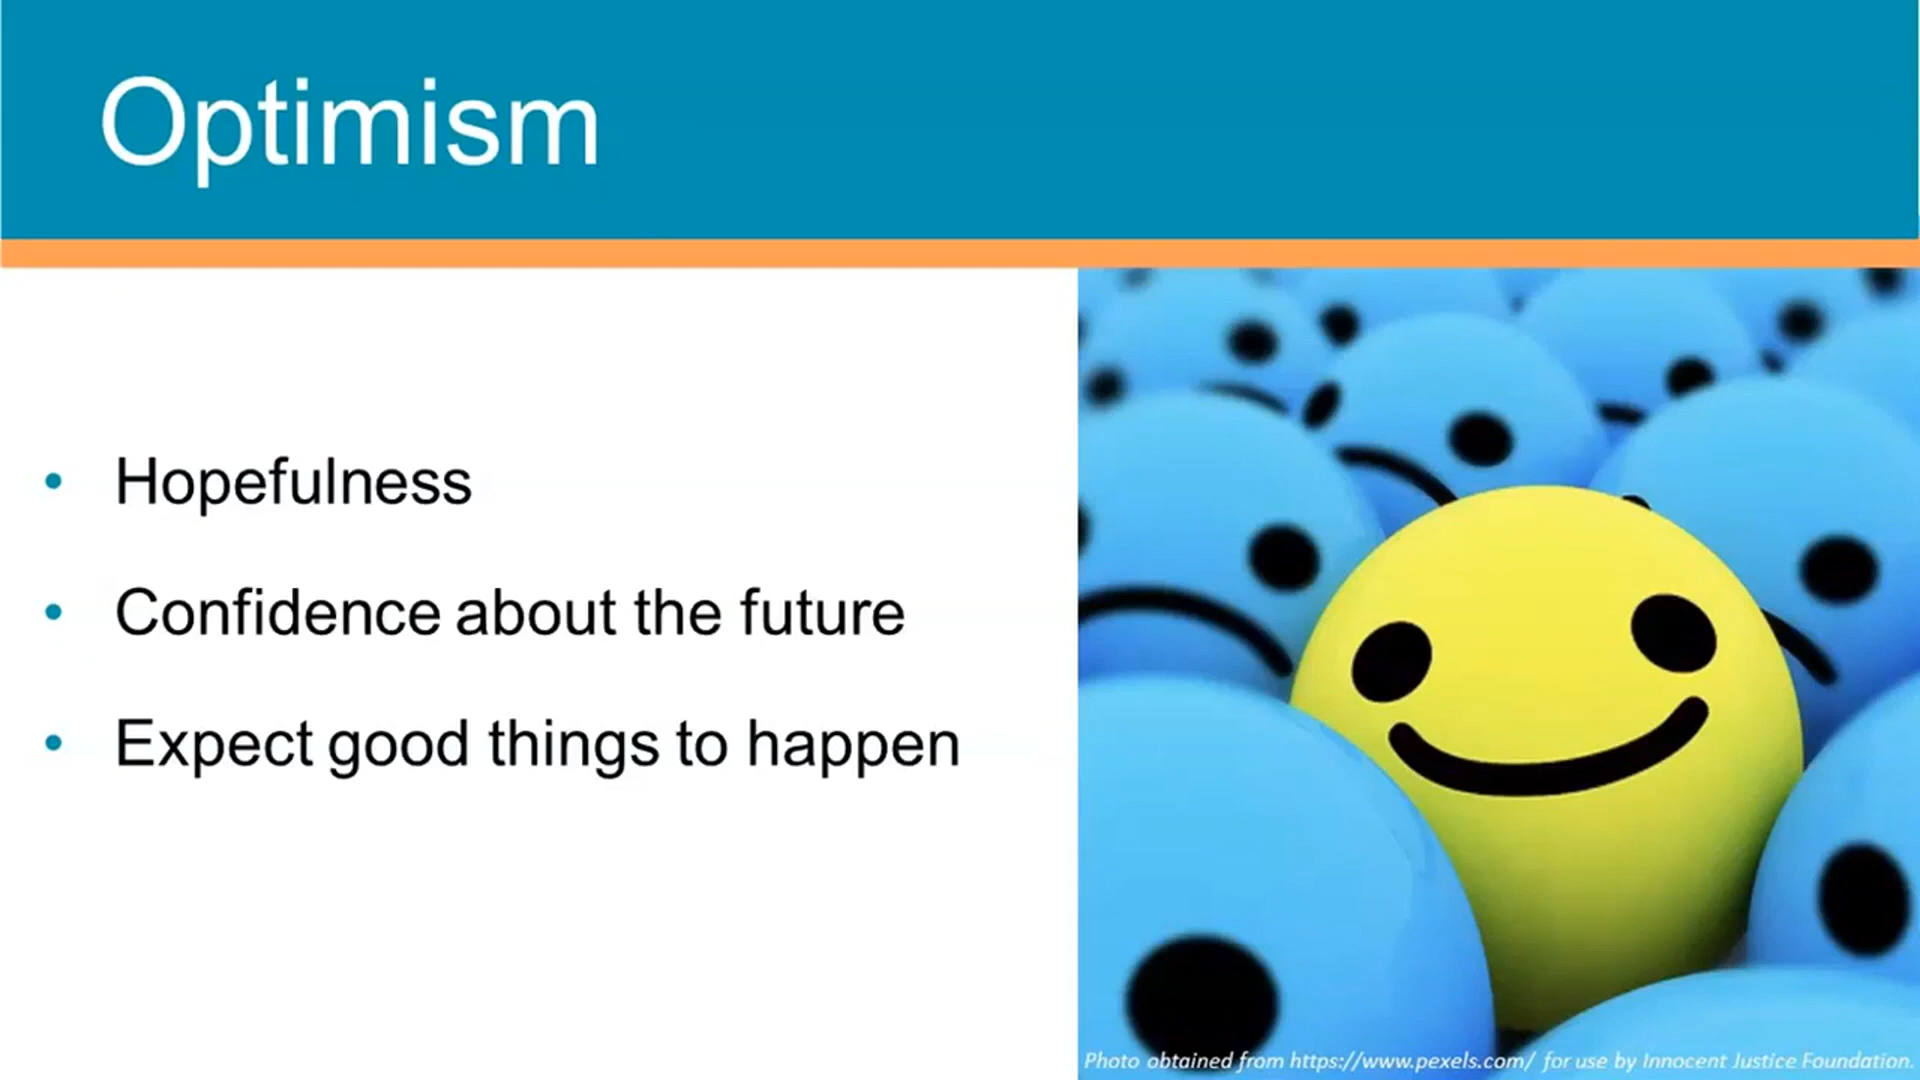 Optimism
• Hopefulness
• Confidence about the future
• Expect good things to happen
Photo obtained from https://www.pexels.com/ for use by Innocent Justice Foundation.